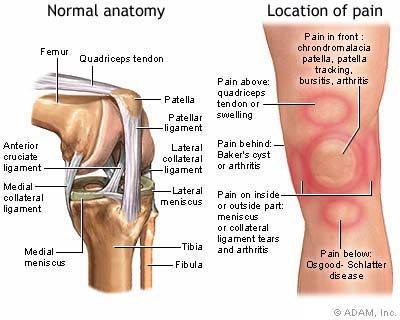 Normal anatomy
Femur
Quadriceps tendon
Patella
Patellar
ligament
Anterior
cruciate
ligament
Lateral
collateral
ligament
Medial
collateral
ligament
Lateral
meniscus
Medial
meniscus
Tibia
Fibula
Location of pain
Pain in front :
chrondromalacia
patella, patella
tracking,
bursitis, arthritis
Pain above:
quadriceps
tendon or
swelling
Pain behind:
Baker's cyst
or arthritis
Pain on inside
or outside part:
meniscus
or collateral
ligament tears
and arthritis
Pain below:
Osgood- Schlatter
disease
© ADAM, Inc.